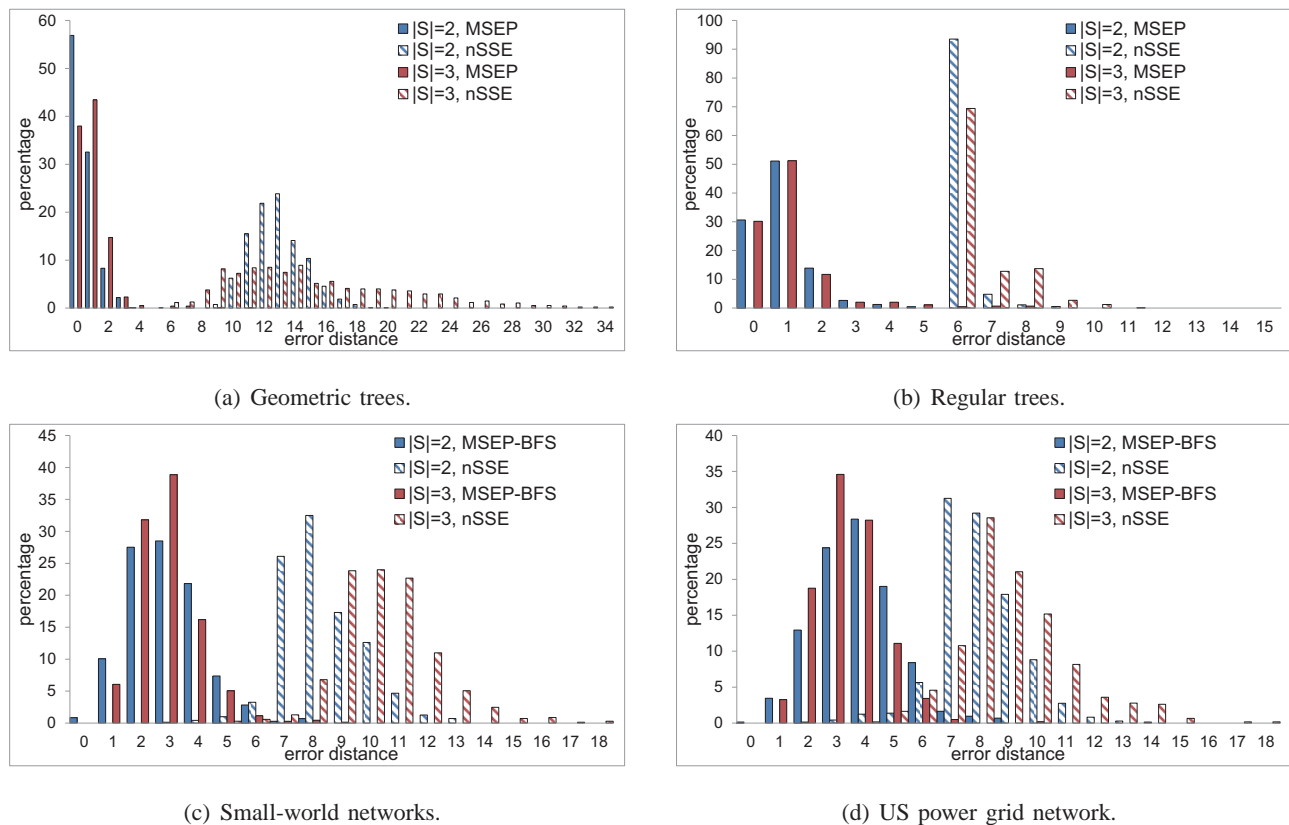 60
50
40
30
20
10
0
percentage
|S|=2, MSEP
|S|=2, nSSE
|S|=3, MSEP
|S|=3, nSSE
0 2 4 6 8 10 12 14 16 18 20 22 24 26 28 30 32 34
error distance
(a) Geometric trees.
100
90
80
70
60
50
40
30
20
10
0
percentage
|S|=2, MSEP
|S|=2, nSSE
|S|=3, MSEP
|S|=3, nSSE
0 1 2 3 4 5 6 7 8 9 10 11 12 13 14 15
error distance
(b) Regular trees.
45
40
35
30
25
20
15
10
5
0
percentage
|S|=2, MSEP-BFS
|S|=2, nSSE
|S|=3, MSEP-BFS
|S|=3, nSSE
0 1 2 3 4 5 6 7 8 9 10 11 12 13 14 15 16 17 18
error distance
(c) Small-world networks.
40
35
30
25
20
15
10
5
0
percentage
|S|=2, MSEP-BFS
|S|=2, nSSE
|S|=3, MSEP-BFS
|S|=3, nSSE
0 1 2 3 4 5 6 7 8 9 10 11 12 13 14 15 16 17 18
error distance
(d) US power grid network.